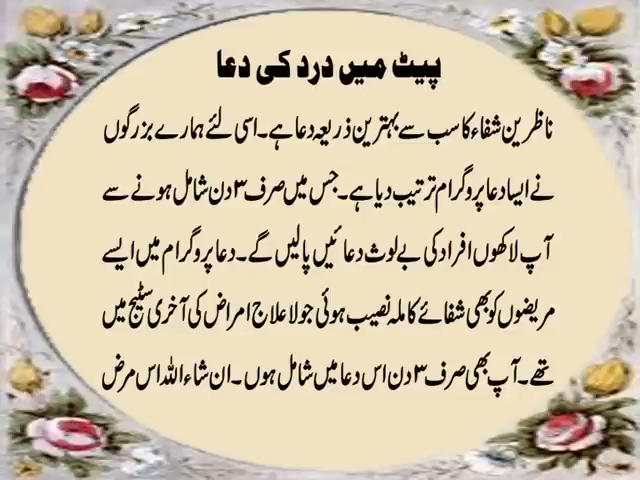 پیٹ میں درد کی دعا
ناظرین شفاء کا سب سے بہترین ذریعہ دعا ہے۔ اسی لئے ہمارے بزرگوں
نے ایسا دعا پروگرام ترتیب دیا ہے۔ جس میں صرف ۳ دن شامل ہونے سے
آپ لاکھوں افراد کی بے لوث دعائیں پالیں گے۔ دعا پروگرام میں ایسے
مریضوں کو بھی شفائے کاملہ نصیب ہوئی جو لا علاج امراض کی آخری سٹیج میں
تھے۔ آپ بھی صرف ۳ دن اس دعا میں شامل ہوں۔ ان شاء اللہ اس مرض